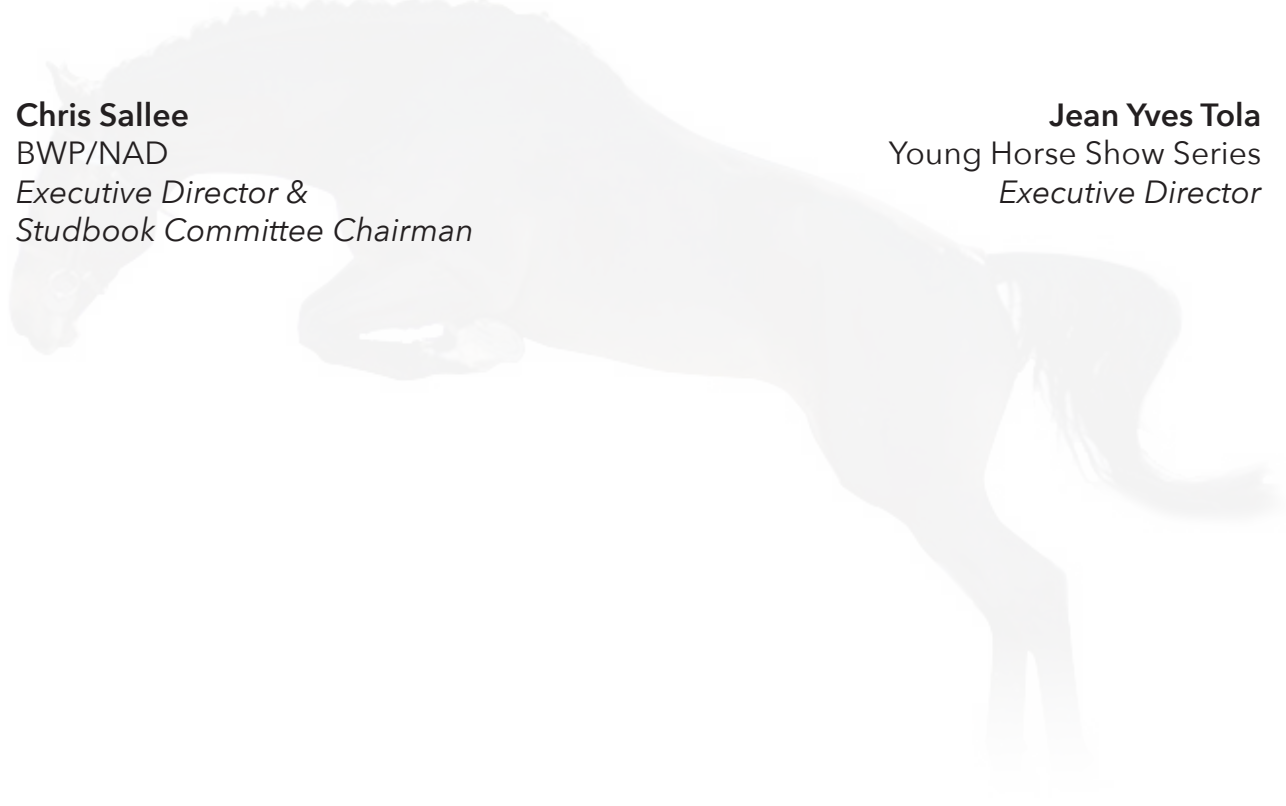 Chris Sallee
BWP/NAD
Executive Director &
Studbook Committee Chairman
Jean Yves Tola
Young Horse Show Series
Executive Director